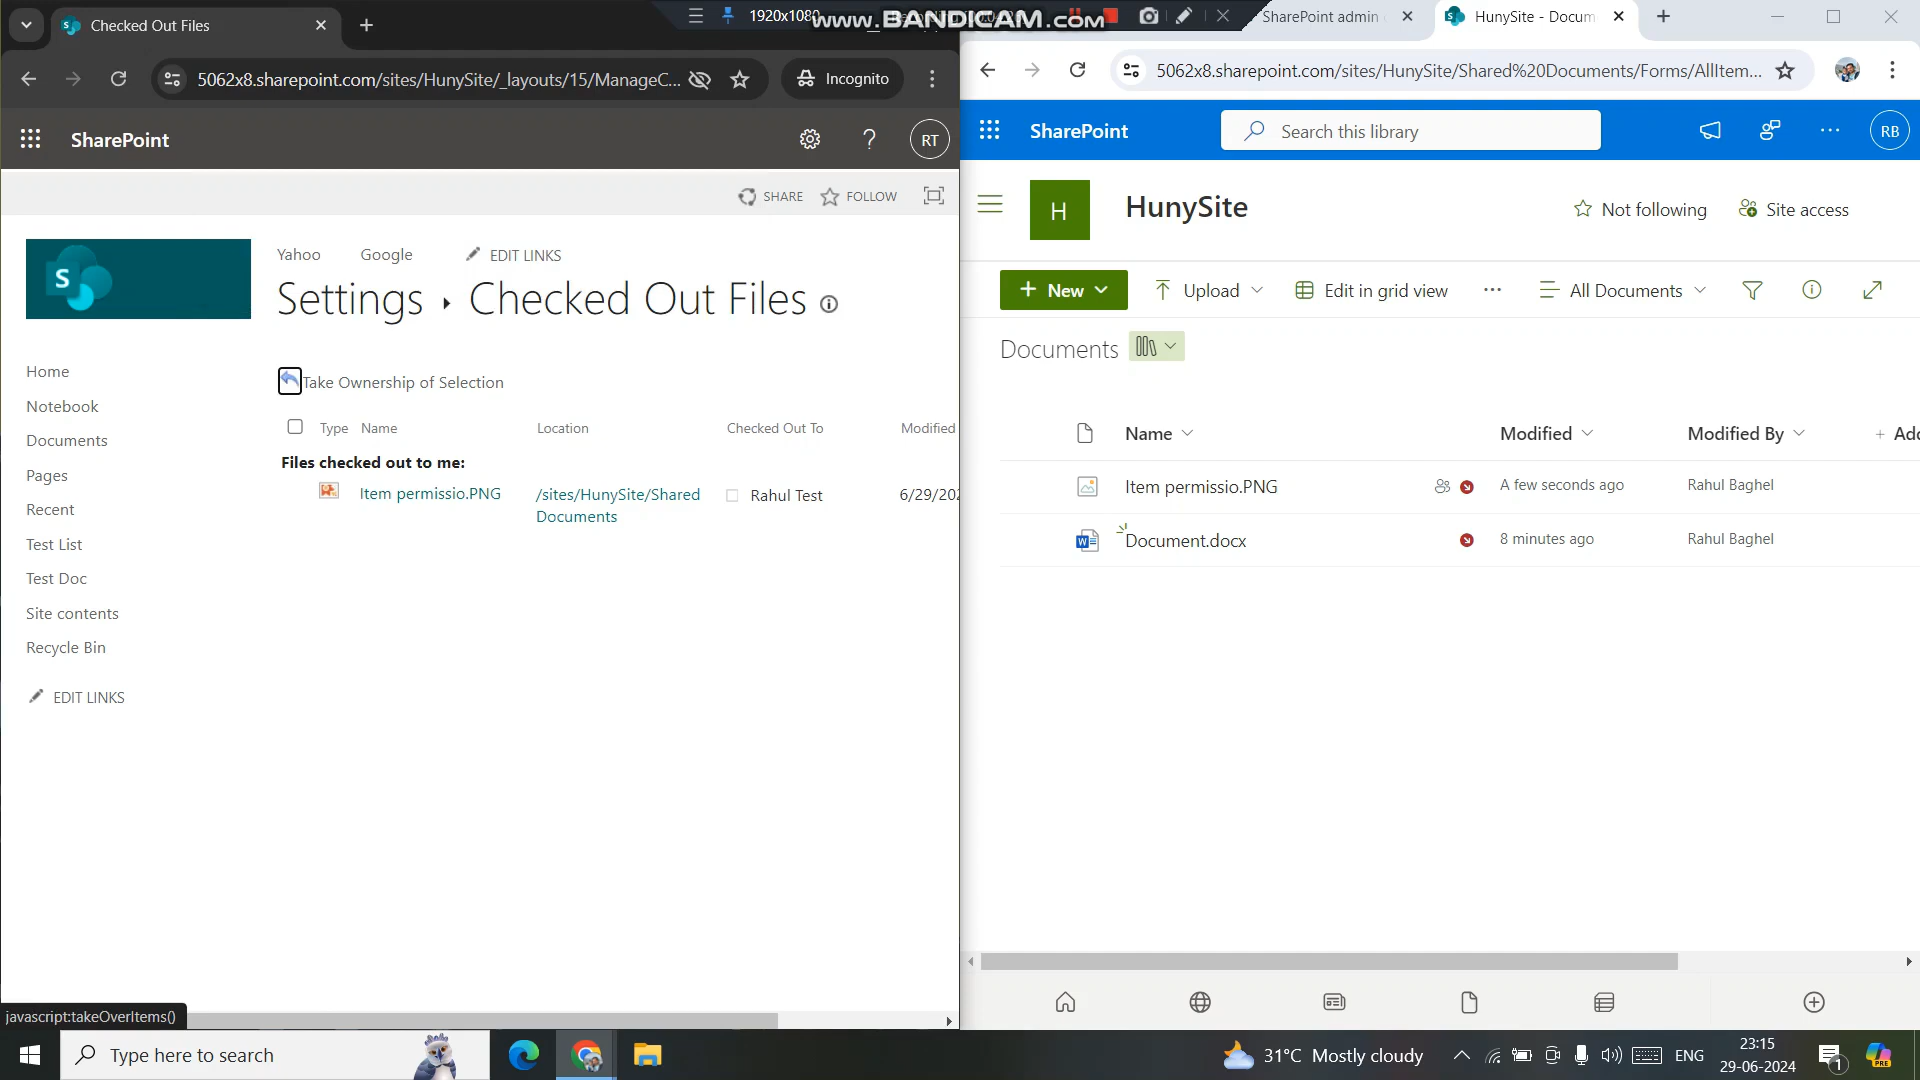 Checked Out Files
5062x8.sharepoint.com/sites/HunySite/_layouts/15/ManageC...
Incognito
SharePoint
RT
SHARE
FOLLOW
S
Yahoo
Google
EDIT LINKS
Settings ▸ Checked Out Files
Home
Notebook
Documents
Pages
Recent
Test List
Test Doc
Site contents
Recycle Bin
EDIT LINKS
Take Ownership of Selection
Type Name Location Checked Out To Modified
Files checked out to me:
Item permissio.PNG /sites/HunySite/Shared Documents Rahul Test 6/29/202
javascript:takeOverItems()
1920x1080
www.BANDICAM.com
SharePoint admin
HunySite - Docum
5062x8.sharepoint.com/sites/HunySite/Shared%20Documents/Forms/AllItem...
SharePoint
Search this library
RB
H
HunySite
Not following
Site access
+ New
Upload
Edit in grid view
...
All Documents
Documents
Name Modified Modified By + Add
Item permissio.PNG A few seconds ago Rahul Baghel
W
Document.docx 8 minutes ago Rahul Baghel
Type here to search
31°C Mostly cloudy
ENG
23:15
29-06-2024
1
PRE